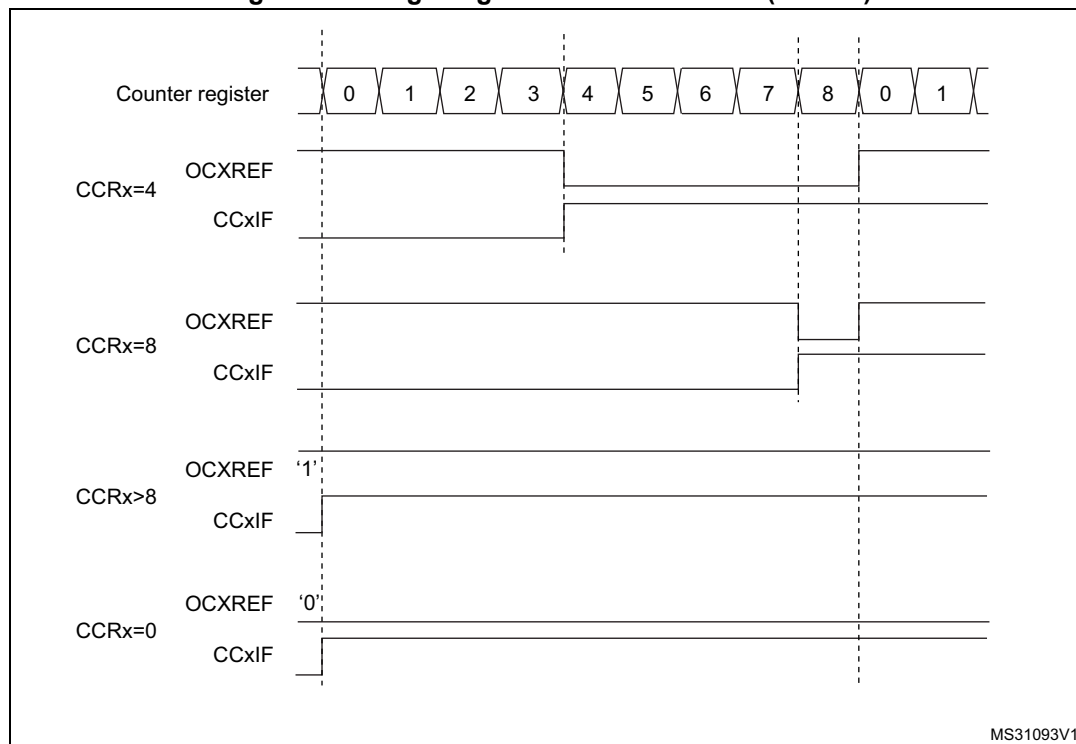 Counter register 0 1 2 3 4 5 6 7 8 0 1
CCRx=4
OCXREF
CCxIF
CCRx=8
OCXREF
CCxIF
CCRx>8
OCXREF ‘1’
CCxIF
CCRx=0
OCXREF ‘0’
CCxIF
MS31093V1